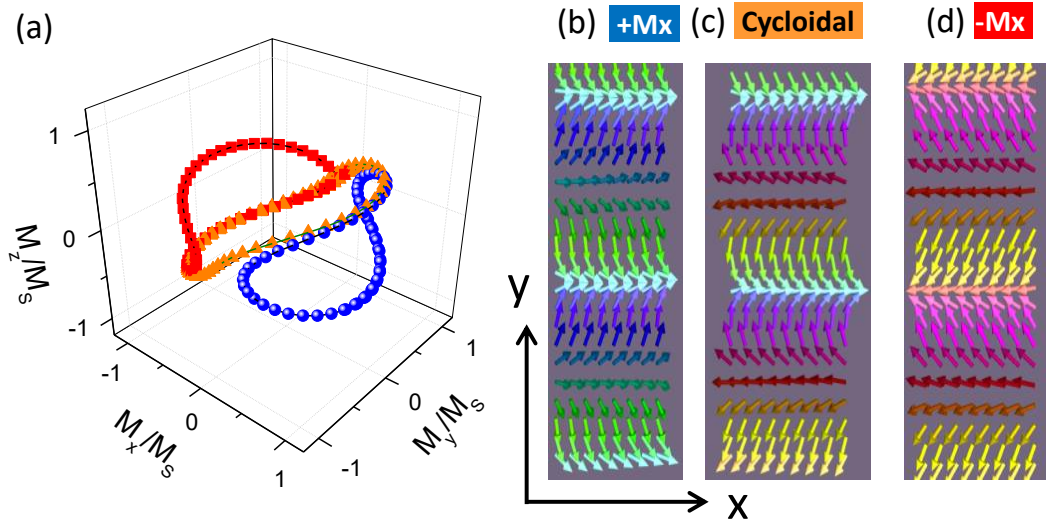 (a)
(b) +Mx (c) Cycloidal (d) -Mx
1
0
-1
M_z/M_S
-1
0
1
M_x/M_S
-1
0
1
M_y/M_S
y
x